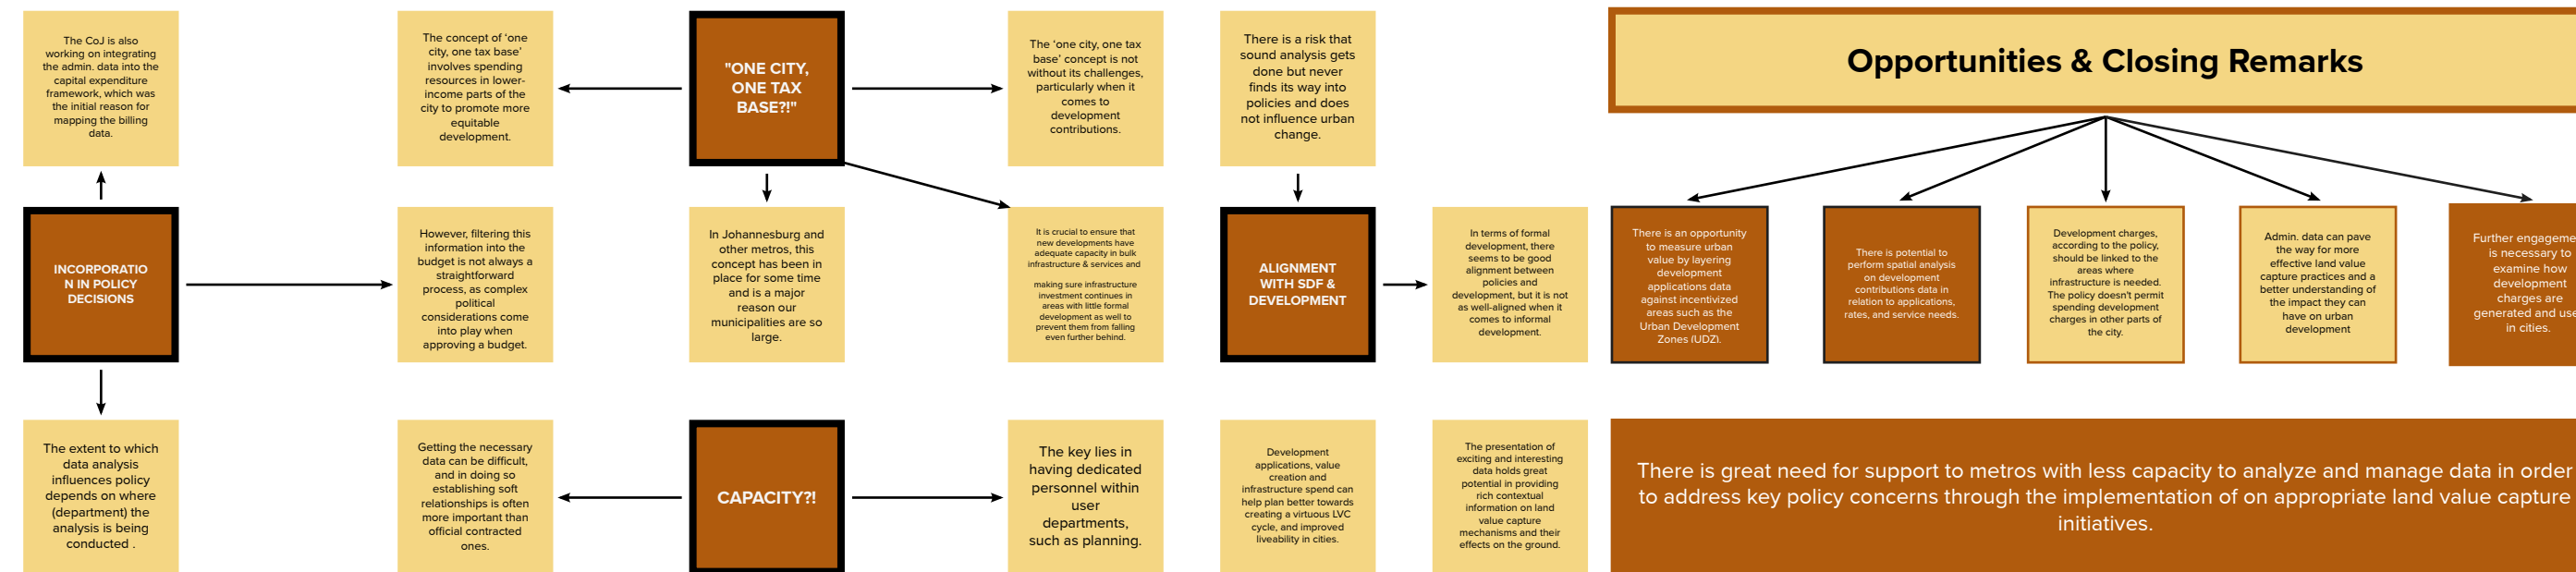 The CoJ is also
working on integrating
the admin. data into the
capital expenditure
framework, which was
the initial reason for
mapping the billing
data.
The concept of ‘one
city, one tax base’
involves spending
resources in lower-
income parts of the
city to promote more
equitable
development.
"ONE CITY,
ONE TAX
BASE?!"
The ‘one city, one tax
base’ concept is not
without its challenges,
particularly when it
comes to
development
contributions.
There is a risk that
sound analysis gets
done but never
finds its way into
policies and does
not influence urban
change.
Opportunities & Closing Remarks
INCORPORATIO
N IN POLICY
DECISIONS
However, filtering this
information into the
budget is not always a
straightforward
process, as complex
political
considerations come
into play when
approving a budget.
In Johannesburg and
other metros, this
concept has been in
place for some time
and is a major
reason our
municipalities are so
large.
It is crucial to ensure that
new developments have
adequate capacity in bulk
infrastructure & services and
making sure infrastructure
investment continues in
areas with little formal
development as well to
prevent them from falling
even further behind.
ALIGNMENT
WITH SDF &
DEVELOPMENT
In terms of formal
development, there
seems to be good
alignment between
policies and
development, but it is not
as well-aligned when it
comes to informal
development.
There is an opportunity
to measure urban
value by layering
development
applications data
against incentivized
areas such as the
Urban Development
Zones (UDZ).
There is potential to
perform spatial analysis
on development
contributions data in
relation to applications,
rates, and service needs.
Development charges,
according to the policy,
should be linked to the
areas where
infrastructure is needed.
The policy doesn't permit
spending development
charges in other parts of
the city.
Admin. data can pave
the way for more
effective land value
capture practices and a
better understanding of
the impact they can
have on urban
development
Further engageme
is necessary to
examine how
development
charges are
generated and use
in cities.
The extent to which
data analysis
influences policy
depends on where
(department) the
analysis is being
conducted .
Getting the necessary
data can be difficult,
and in doing so
establishing soft
relationships is often
more important than
official contracted
ones.
CAPACITY?!
The key lies in
having dedicated
personnel within
user
departments,
such as planning.
Development
applications, value
creation and
infrastructure spend can
help plan better towards
creating a virtuous LVC
cycle, and improved
liveability in cities.
The presentation of
exciting and interesting
data holds great
potential in providing
rich contextual
information on land
value capture
mechanisms and their
effects on the ground.
There is great need for support to metros with less capacity to analyze and manage data in order
to address key policy concerns through the implementation of on appropriate land value capture
initiatives.